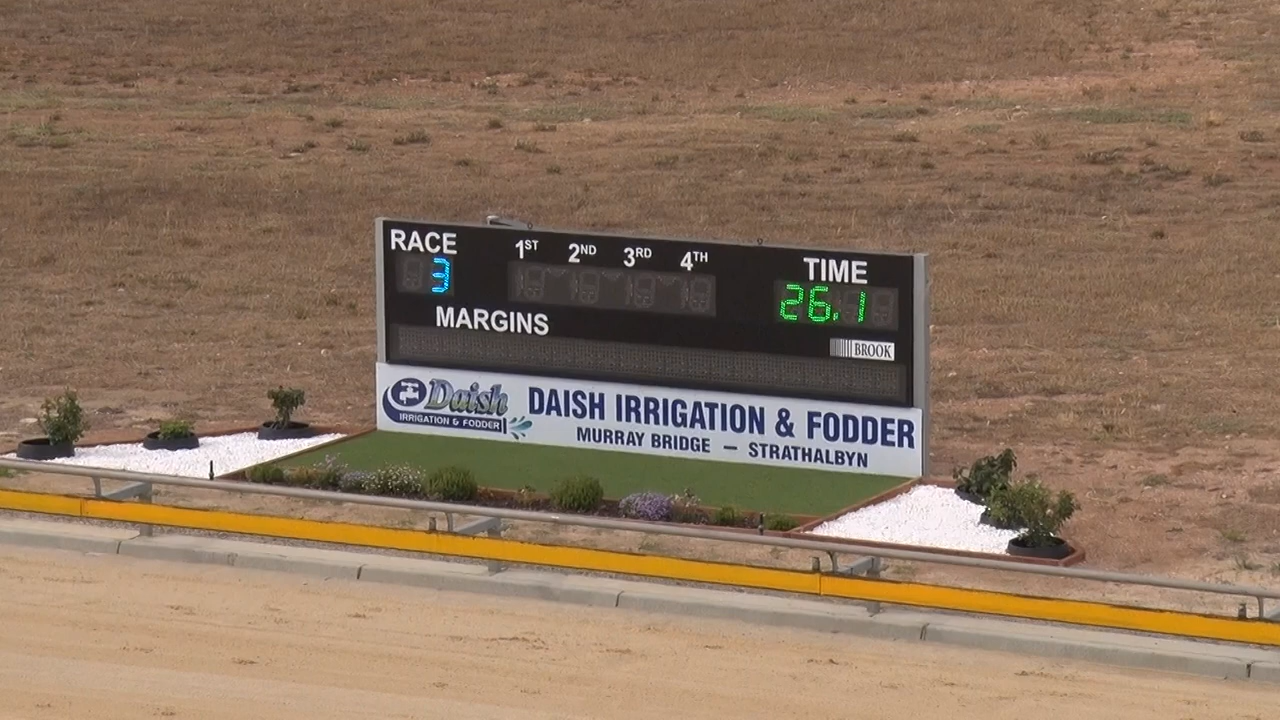 RACE 1ST 2ND 3RD 4TH TIME
3 26.1
MARGINS
BROOK
Daish
IRRIGATION & FODDER
DAISH IRRIGATION & FODDER
MURRAY BRIDGE — STRATHALBYN